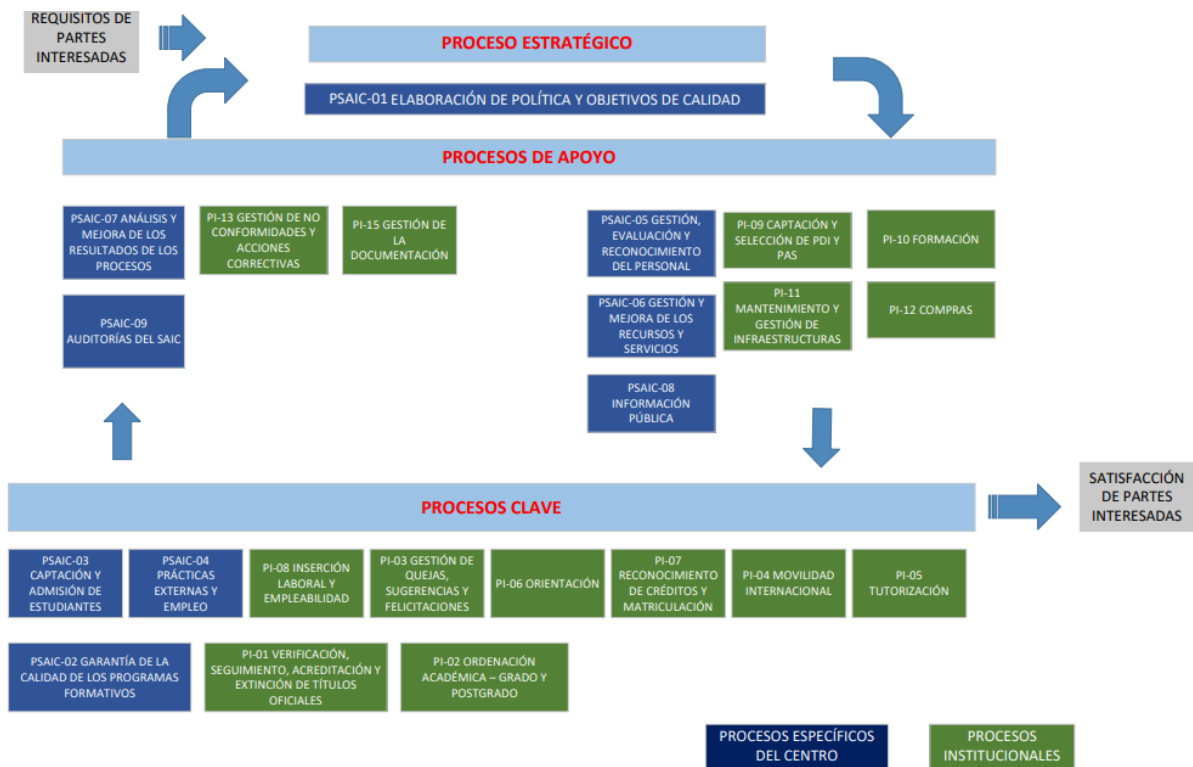 REQUISITOS DE
PARTES
INTERESADAS
PROCESO ESTRATÉGICO
PSAIC-01 ELABORACIÓN DE POLÍTICA Y OBJETIVOS DE CALIDAD
PROCESOS DE APOYO
PSAIC-07 ANÁLISIS Y
MEJORA DE LOS
RESULTADOS DE LOS
PROCESOS
PI-13 GESTIÓN DE NO
CONFORMIDADES Y
ACCIONES
CORRECTIVAS
PI-15 GESTIÓN DE
LA
DOCUMENTACIÓN
PSAIC-05 GESTIÓN,
EVALUACIÓN Y
RECONOCIMIENTO
DEL PERSONAL
PI-09 CAPTACIÓN Y
SELECCIÓN DE PDI Y
PAS
PI-10 FORMACIÓN
PSAIC-09
AUDITORÍAS DEL SAIC
PSAIC-06 GESTIÓN Y
MEJORA DE LOS
RECURSOS Y
SERVICIOS
PI-11
MANTENIMIENTO Y
GESTIÓN DE
INFRAESTRUCTURAS
PI-12 COMPRAS
PSAIC-08
INFORMACIÓN
PÚBLICA
PROCESOS CLAVE
SATISFACCIÓN
DE PARTES
INTERESADAS
PSAIC-03
CAPTACIÓN Y
ADMISIÓN DE
ESTUDIANTES
PSAIC-04
PRÁCTICAS
EXTERNAS Y
EMPLEO
PI-08 INSERCIÓN
LABORAL Y
EMPLEABILIDAD
PI-03 GESTIÓN DE
QUEJAS,
SUGERENCIAS Y
FELICITACIONES
PI-06 ORIENTACIÓN
PI-07
RECONOCIMIENTO
DE CRÉDITOS Y
MATRICULACIÓN
PI-04 MOVILIDAD
INTERNACIONAL
PI-05
TUTORIZACIÓN
PSAIC-02 GARANTÍA DE LA
CALIDAD DE LOS PROGRAMAS
FORMATIVOS
PI-01 VERIFICACIÓN,
SEGUIMIENTO, ACREDITACIÓN Y
EXTINCIÓN DE TÍTULOS
OFICIALES
PI-02 ORDENACIÓN
ACADÉMICA – GRADO Y
POSTGRADO
PROCESOS ESPECÍFICOS
DEL CENTRO
PROCESOS
INSTITUCIONALES